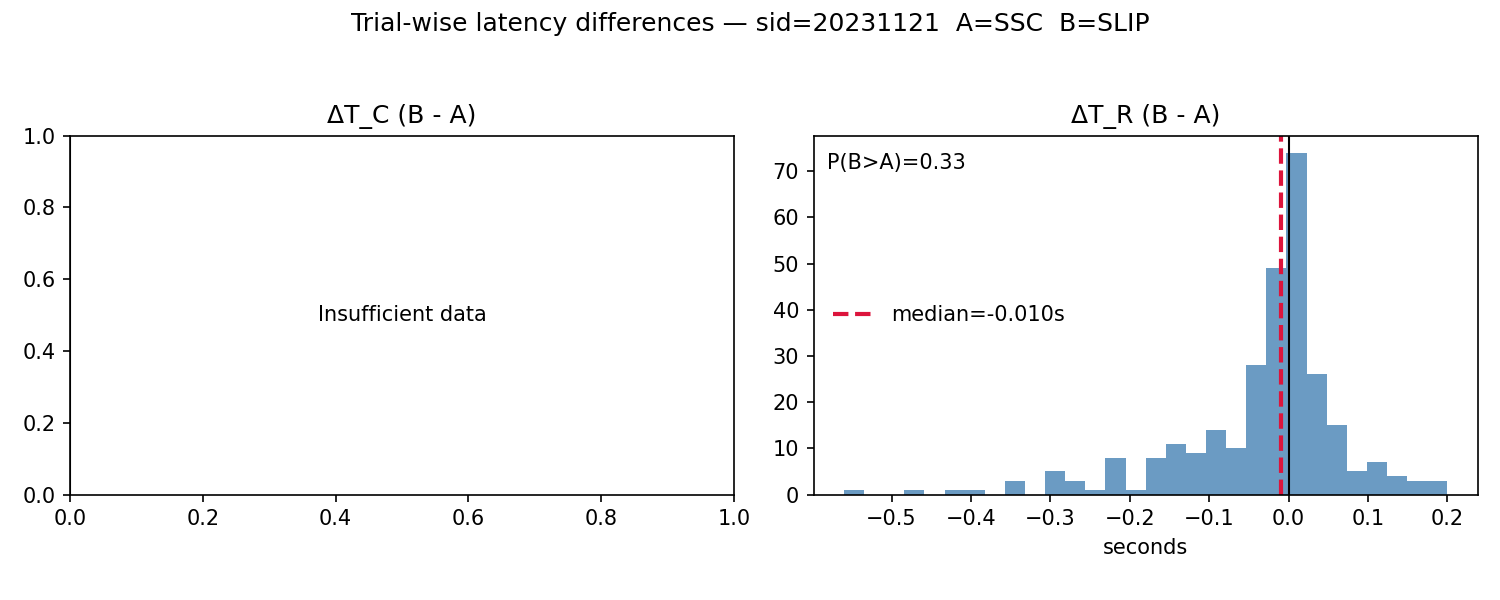 Trial-wise latency differences — sid=20231121  A=SSC  B=SLIP
ΔT_C (B - A)
1.0
0.8
0.6
0.4
0.2
0.0
Insufficient data
0.0 0.2 0.4 0.6 0.8 1.0
ΔT_R (B - A)
70
60
50
40
30
20
10
0
P(B>A)=0.33
median=-0.010s
−0.5 −0.4 −0.3 −0.2 −0.1 0.0 0.1 0.2
seconds